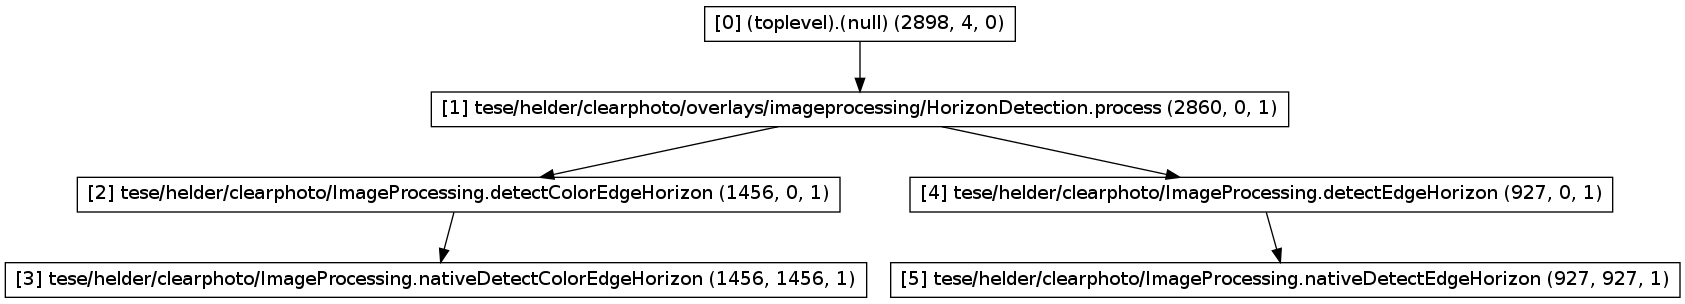 [0] (toplevel).(null) (2898, 4, 0)
[1] tese/helder/clearphoto/overlays/imageprocessing/HorizonDetection.process (2860, 0, 1)
[2] tese/helder/clearphoto/ImageProcessing.detectColorEdgeHorizon (1456, 0, 1)
[4] tese/helder/clearphoto/ImageProcessing.detectEdgeHorizon (927, 0, 1)
[3] tese/helder/clearphoto/ImageProcessing.nativeDetectColorEdgeHorizon (1456, 1456, 1)
[5] tese/helder/clearphoto/ImageProcessing.nativeDetectEdgeHorizon (927, 927, 1)